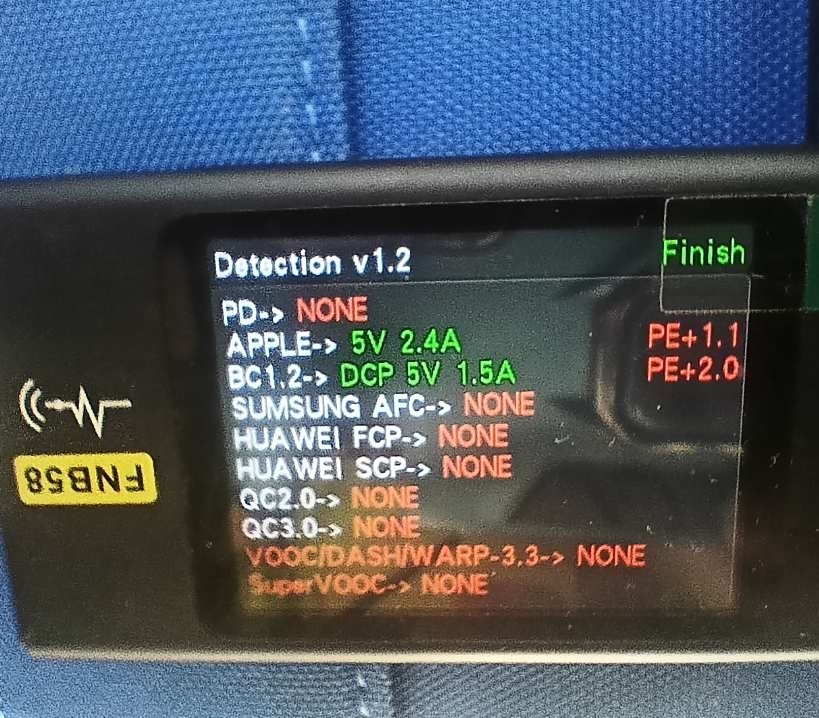 Detection v1.2 Finish
PD-> NONE
APPLE-> 5V 2.4A PE+1.1
BC1.2-> DCP 5V 1.5A PE+2.0
SUMSUNG AFC-> NONE
HUAWEI FCP-> NONE
HUAWEI SCP-> NONE
QC2.0-> NONE
QC3.0-> NONE
VOOC/DASH/WARP-3.3-> NONE
SuperVOOC-> NONE
FNB58